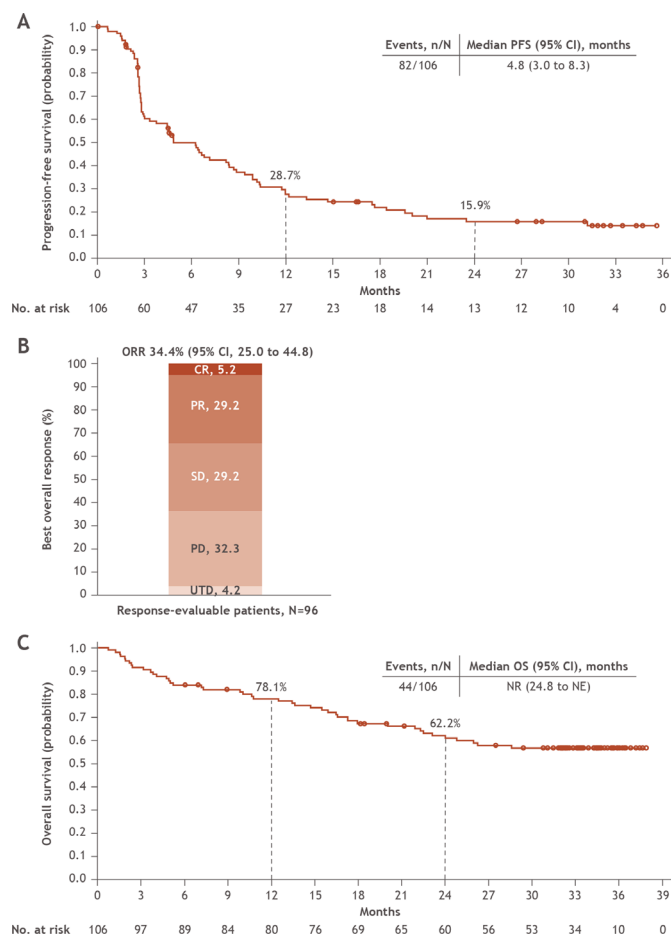 A
Progression-free survival (probability)
1.0
0.9
0.8
0.7
0.6
0.5
0.4
0.3
0.2
0.1
0.0
Events, n/N Median PFS (95% CI), months
82/106 4.8 (3.0 to 8.3)
28.7%
15.9%
0 3 6 9 12 15 18 21 24 27 30 33 36
Months
No. at risk 106 60 47 35 27 23 18 14 13 12 10 4 0
B
ORR 34.4% (95% CI, 25.0 to 44.8)
Best overall response (%)
100
90
80
70
60
50
40
30
20
10
0
CR, 5.2
PR, 29.2
SD, 29.2
PD, 32.3
UTD, 4.2
Response-evaluable patients, N=96
C
Overall survival (probability)
1.0
0.9
0.8
0.7
0.6
0.5
0.4
0.3
0.2
0.1
0.0
Events, n/N Median OS (95% CI), months
44/106 NR (24.8 to NE)
78.1%
62.2%
0 3 6 9 12 15 18 21 24 27 30 33 36 39
Months
No. at risk 106 97 89 84 80 76 69 65 60 56 53 34 10 0